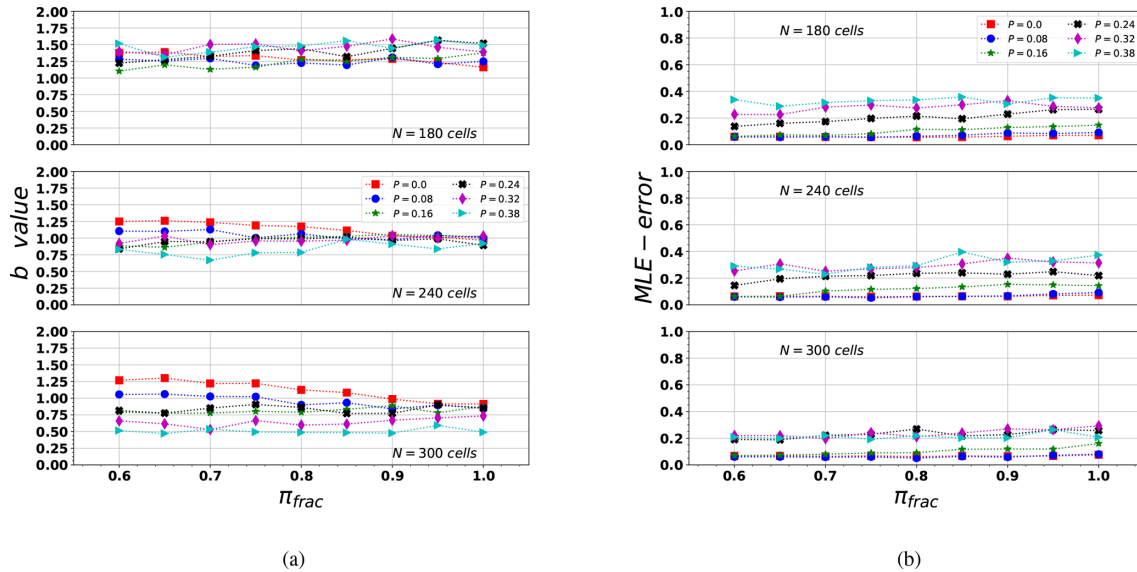 b value
2.00
1.75
1.50
1.25
1.00
0.75
0.50
0.25
0.00
N = 180 cells
2.00
1.75
1.50
1.25
1.00
0.75
0.50
0.25
0.00
P = 0.0
P = 0.08
P = 0.16
P = 0.24
P = 0.32
P = 0.38
N = 240 cells
2.00
1.75
1.50
1.25
1.00
0.75
0.50
0.25
0.00
N = 300 cells
0.6 0.7 0.8 0.9 1.0
π_frac
(a)
MLE − error
1.0
0.8
0.6
0.4
0.2
0.0
N = 180 cells
P = 0.0
P = 0.08
P = 0.16
P = 0.24
P = 0.32
P = 0.38
1.0
0.8
0.6
0.4
0.2
0.0
N = 240 cells
1.0
0.8
0.6
0.4
0.2
0.0
N = 300 cells
0.6 0.7 0.8 0.9 1.0
π_frac
(b)